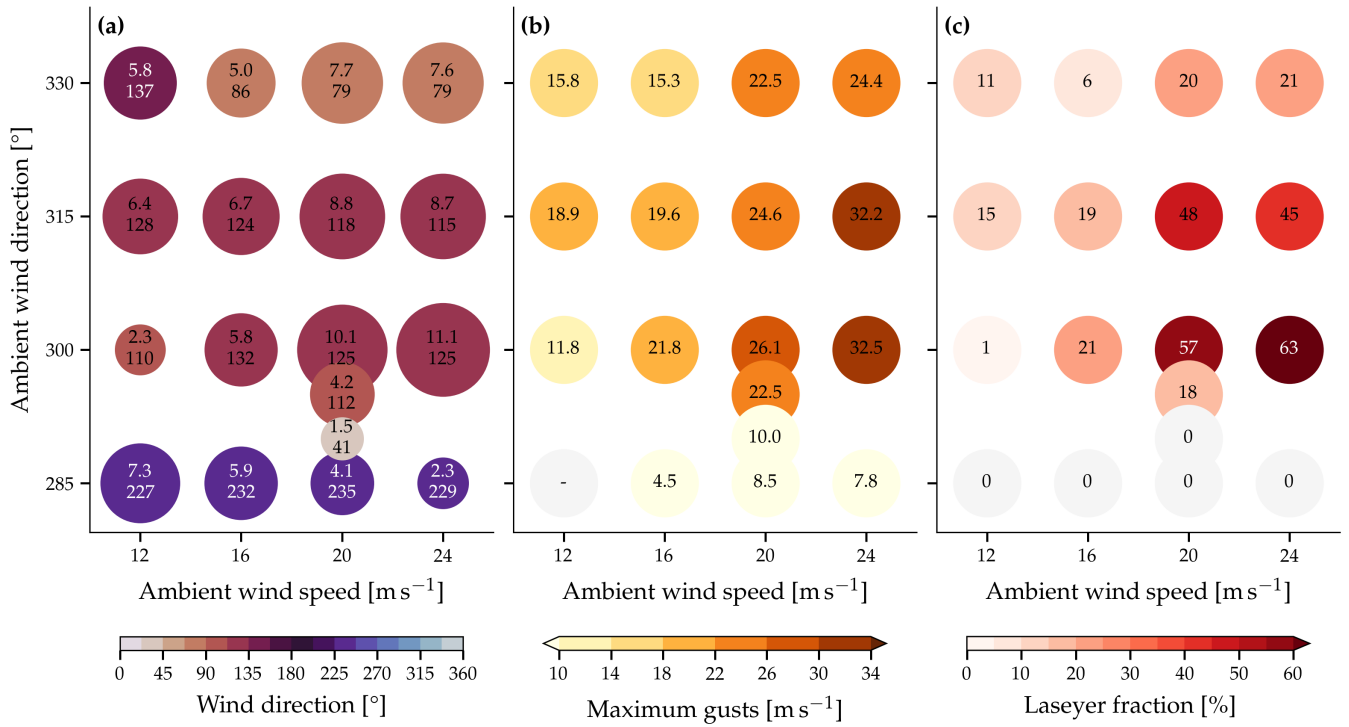 (a)
(b)
(c)
Ambient wind direction [°]
330
315
300
285
5.8
137
5.0
86
7.7
79
7.6
79
6.4
128
6.7
124
8.8
118
8.7
115
2.3
110
5.8
132
10.1
125
11.1
125
4.2
112
1.5
41
7.3
227
5.9
232
4.1
235
2.3
229
12 16 20 24
Ambient wind speed [m s⁻¹]
0 45 90 135 180 225 270 315 360
Wind direction [°]
15.8 15.3 22.5 24.4
18.9 19.6 24.6 32.2
11.8 21.8 26.1 32.5
22.5
10.0
- 4.5 8.5 7.8
12 16 20 24
Ambient wind speed [m s⁻¹]
10 14 18 22 26 30 34
Maximum gusts [m s⁻¹]
11 6 20 21
15 19 48 45
1 21 57 63
18
0
0 0 0 0
12 16 20 24
Ambient wind speed [m s⁻¹]
0 10 20 30 40 50 60
Laseyer fraction [%]